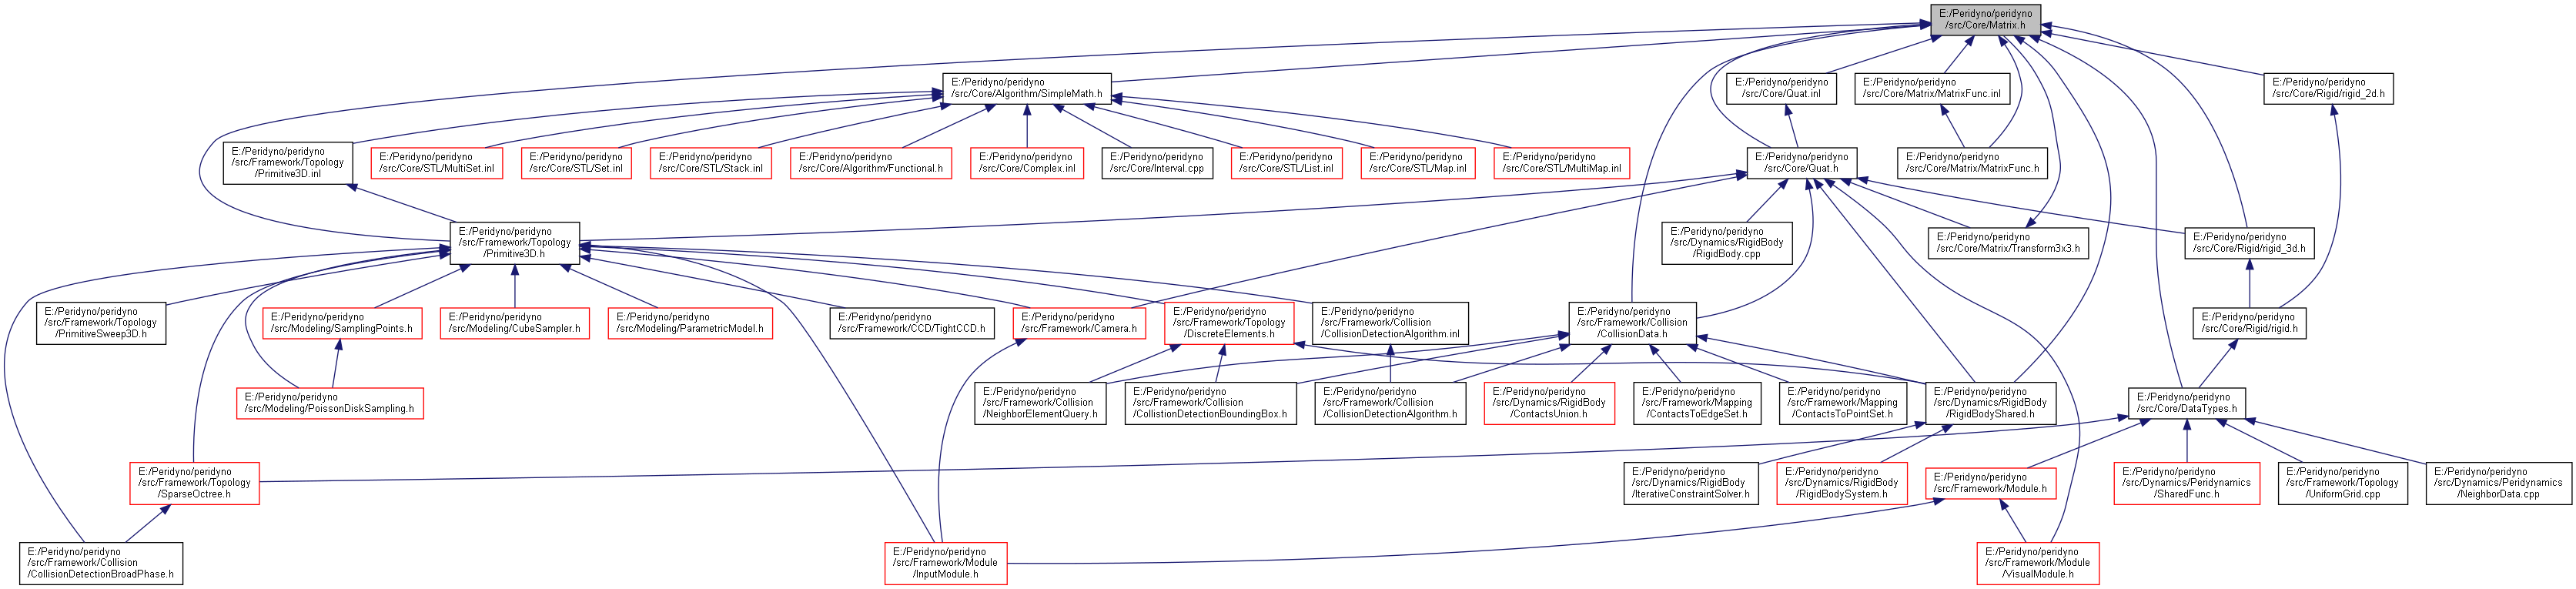 E:/Peridyno/peridyno
/src/Core/Matrix.h
E:/Peridyno/peridyno
/src/Core/Algorithm/SimpleMath.h
E:/Peridyno/peridyno
/src/Core/Quat.inl
E:/Peridyno/peridyno
/src/Core/Matrix/MatrixFunc.inl
E:/Peridyno/peridyno
/src/Core/Rigid/rigid_2d.h
E:/Peridyno/peridyno
/src/Framework/Topology
/Primitive3D.inl
E:/Peridyno/peridyno
/src/Core/STL/MultiSet.inl
E:/Peridyno/peridyno
/src/Core/STL/Set.inl
E:/Peridyno/peridyno
/src/Core/STL/Stack.inl
E:/Peridyno/peridyno
/src/Core/Algorithm/Functional.h
E:/Peridyno/peridyno
/src/Core/Complex.inl
E:/Peridyno/peridyno
/src/Core/Interval.cpp
E:/Peridyno/peridyno
/src/Core/STL/List.inl
E:/Peridyno/peridyno
/src/Core/STL/Map.inl
E:/Peridyno/peridyno
/src/Core/STL/MultiMap.inl
E:/Peridyno/peridyno
/src/Core/Quat.h
E:/Peridyno/peridyno
/src/Core/Matrix/MatrixFunc.h
E:/Peridyno/peridyno
/src/Framework/Topology
/Primitive3D.h
E:/Peridyno/peridyno
/src/Dynamics/RigidBody
/RigidBody.cpp
E:/Peridyno/peridyno
/src/Core/Matrix/Transform3x3.h
E:/Peridyno/peridyno
/src/Core/Rigid/rigid_3d.h
E:/Peridyno/peridyno
/src/Framework/Topology
/PrimitiveSweep3D.h
E:/Peridyno/peridyno
/src/Modeling/SamplingPoints.h
E:/Peridyno/peridyno
/src/Modeling/CubeSampler.h
E:/Peridyno/peridyno
/src/Modeling/ParametricModel.h
E:/Peridyno/peridyno
/src/Framework/CCD/TightCCD.h
E:/Peridyno/peridyno
/src/Framework/Camera.h
E:/Peridyno/peridyno
/src/Framework/Topology
/DiscreteElements.h
E:/Peridyno/peridyno
/src/Framework/Collision
/CollisionDetectionAlgorithm.inl
E:/Peridyno/peridyno
/src/Framework/Collision
/CollisionData.h
E:/Peridyno/peridyno
/src/Core/Rigid/rigid.h
E:/Peridyno/peridyno
/src/Modeling/PoissonDiskSampling.h
E:/Peridyno/peridyno
/src/Framework/Collision
/NeighborElementQuery.h
E:/Peridyno/peridyno
/src/Framework/Collision
/CollistionDetectionBoundingBox.h
E:/Peridyno/peridyno
/src/Framework/Collision
/CollisionDetectionAlgorithm.h
E:/Peridyno/peridyno
/src/Dynamics/RigidBody
/ContactsUnion.h
E:/Peridyno/peridyno
/src/Framework/Mapping
/ContactsToEdgeSet.h
E:/Peridyno/peridyno
/src/Framework/Mapping
/ContactsToPointSet.h
E:/Peridyno/peridyno
/src/Dynamics/RigidBody
/RigidBodyShared.h
E:/Peridyno/peridyno
/src/Core/DataTypes.h
E:/Peridyno/peridyno
/src/Framework/Topology
/SparseOctree.h
E:/Peridyno/peridyno
/src/Dynamics/RigidBody
/IterativeConstraintSolver.h
E:/Peridyno/peridyno
/src/Dynamics/RigidBody
/RigidBodySystem.h
E:/Peridyno/peridyno
/src/Framework/Module.h
E:/Peridyno/peridyno
/src/Dynamics/Peridynamics
/SharedFunc.h
E:/Peridyno/peridyno
/src/Framework/Topology
/UniformGrid.cpp
E:/Peridyno/peridyno
/src/Dynamics/Peridynamics
/NeighborData.cpp
E:/Peridyno/peridyno
/src/Framework/Collision
/CollisionDetectionBroadPhase.h
E:/Peridyno/peridyno
/src/Framework/Module
/InputModule.h
E:/Peridyno/peridyno
/src/Framework/Module
/VisualModule.h